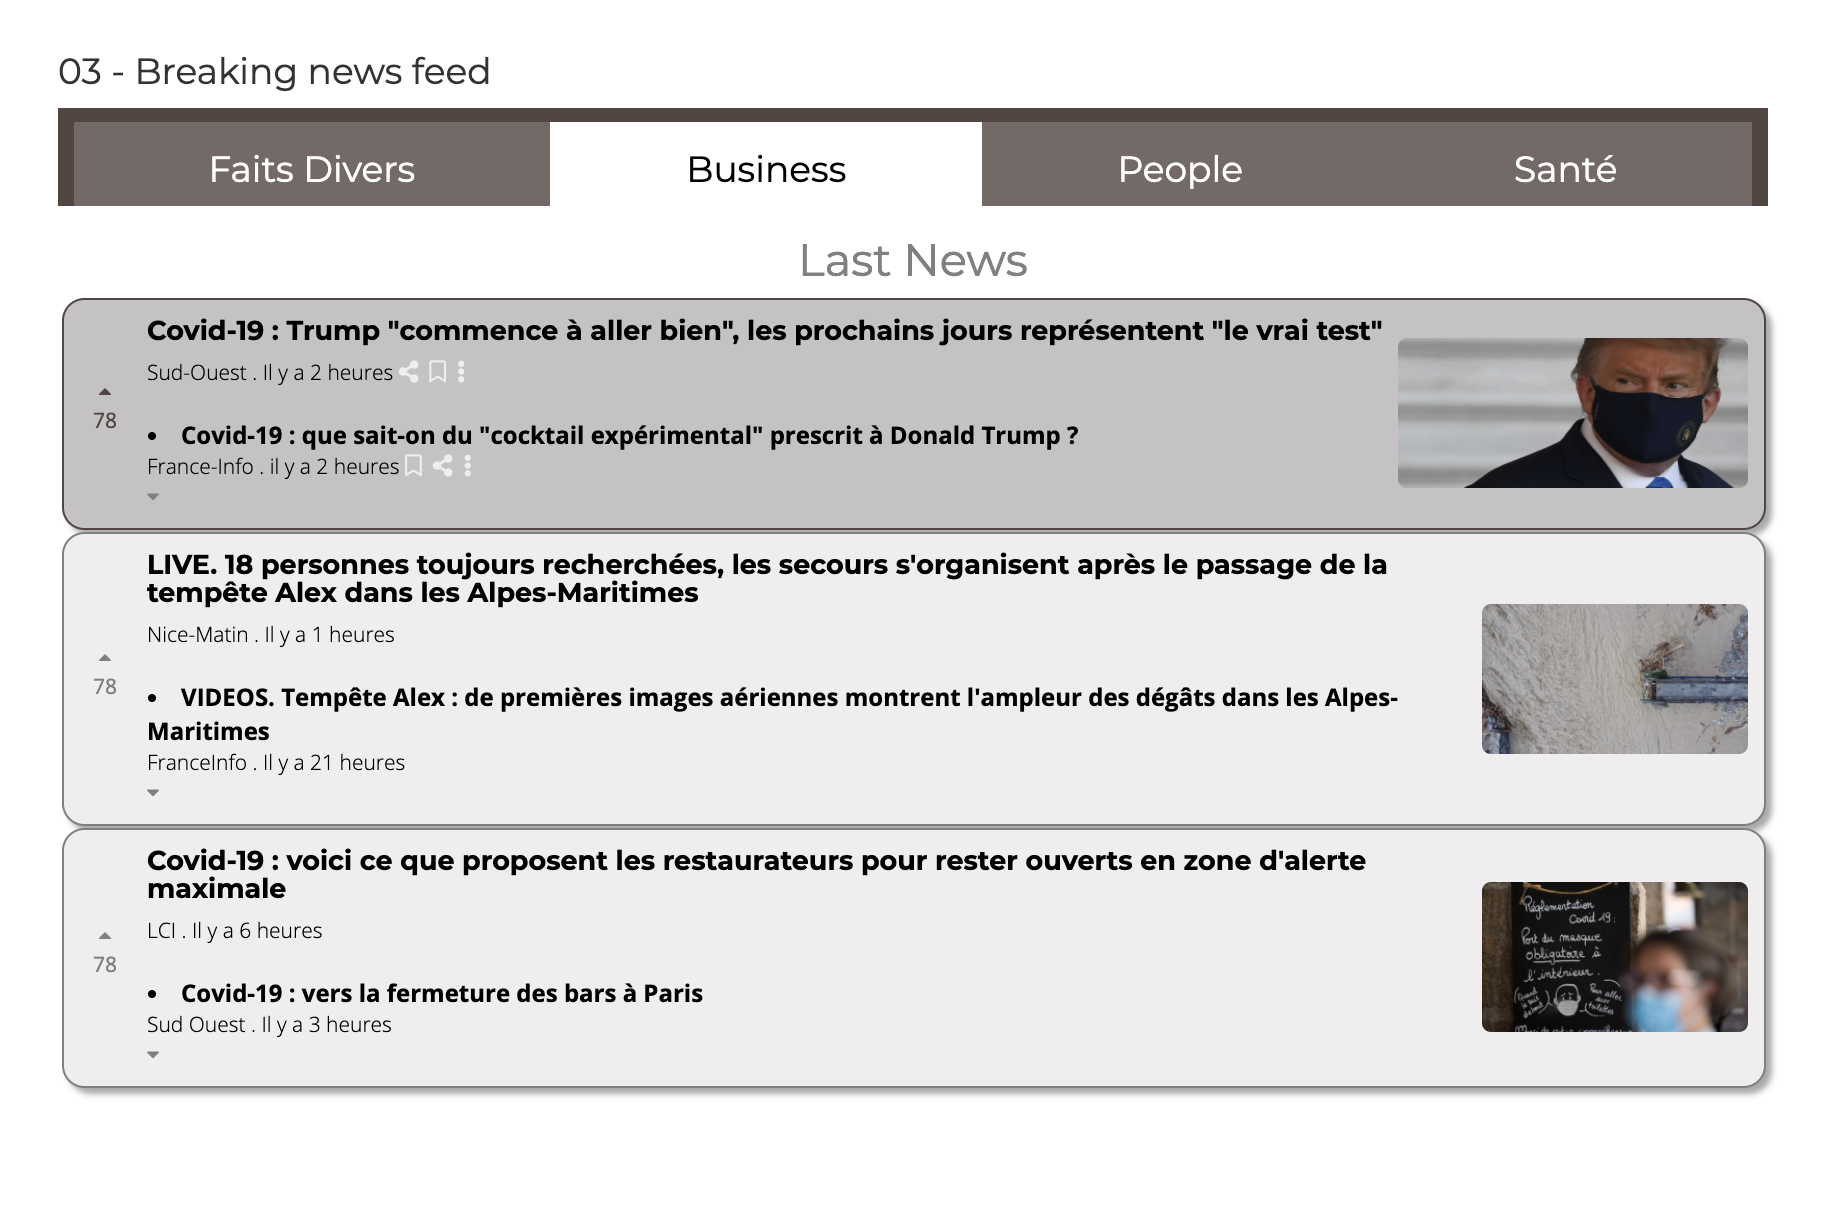 03 - Breaking news feed
Faits Divers
Business
People
Santé
Last News
Covid-19 : Trump "commence à aller bien", les prochains jours représentent "le vrai test"
Sud-Ouest . Il y a 2 heures
78
• Covid-19 : que sait-on du "cocktail expérimental" prescrit à Donald Trump ?
France-Info . il y a 2 heures
LIVE. 18 personnes toujours recherchées, les secours s'organisent après le passage de la
tempête Alex dans les Alpes-Maritimes
Nice-Matin . Il y a 1 heures
78
• VIDEOS. Tempête Alex : de premières images aériennes montrent l'ampleur des dégâts dans les Alpes-
Maritimes
FranceInfo . Il y a 21 heures
Covid-19 : voici ce que proposent les restaurateurs pour rester ouverts en zone d'alerte
maximale
LCI . Il y a 6 heures
78
• Covid-19 : vers la fermeture des bars à Paris
Sud Ouest . Il y a 3 heures
Réglementation
Covid 19 :
Port du masque
obligatoire à
l'intérieur.
Pour aller
aux
toilettes